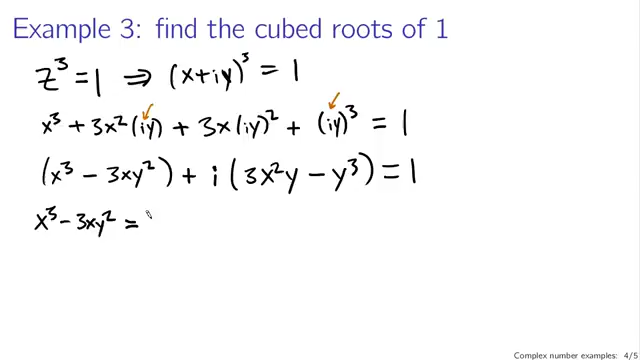 Example 3: find the cubed roots of 1
z³ = 1 ⇒ (x+iy)³ = 1
x³ + 3x²(iy) + 3x(iy)² + (iy)³ = 1
(x³ − 3xy²) + i(3x²y − y³) = 1
x³ − 3xy² =
Complex number examples: 4/5